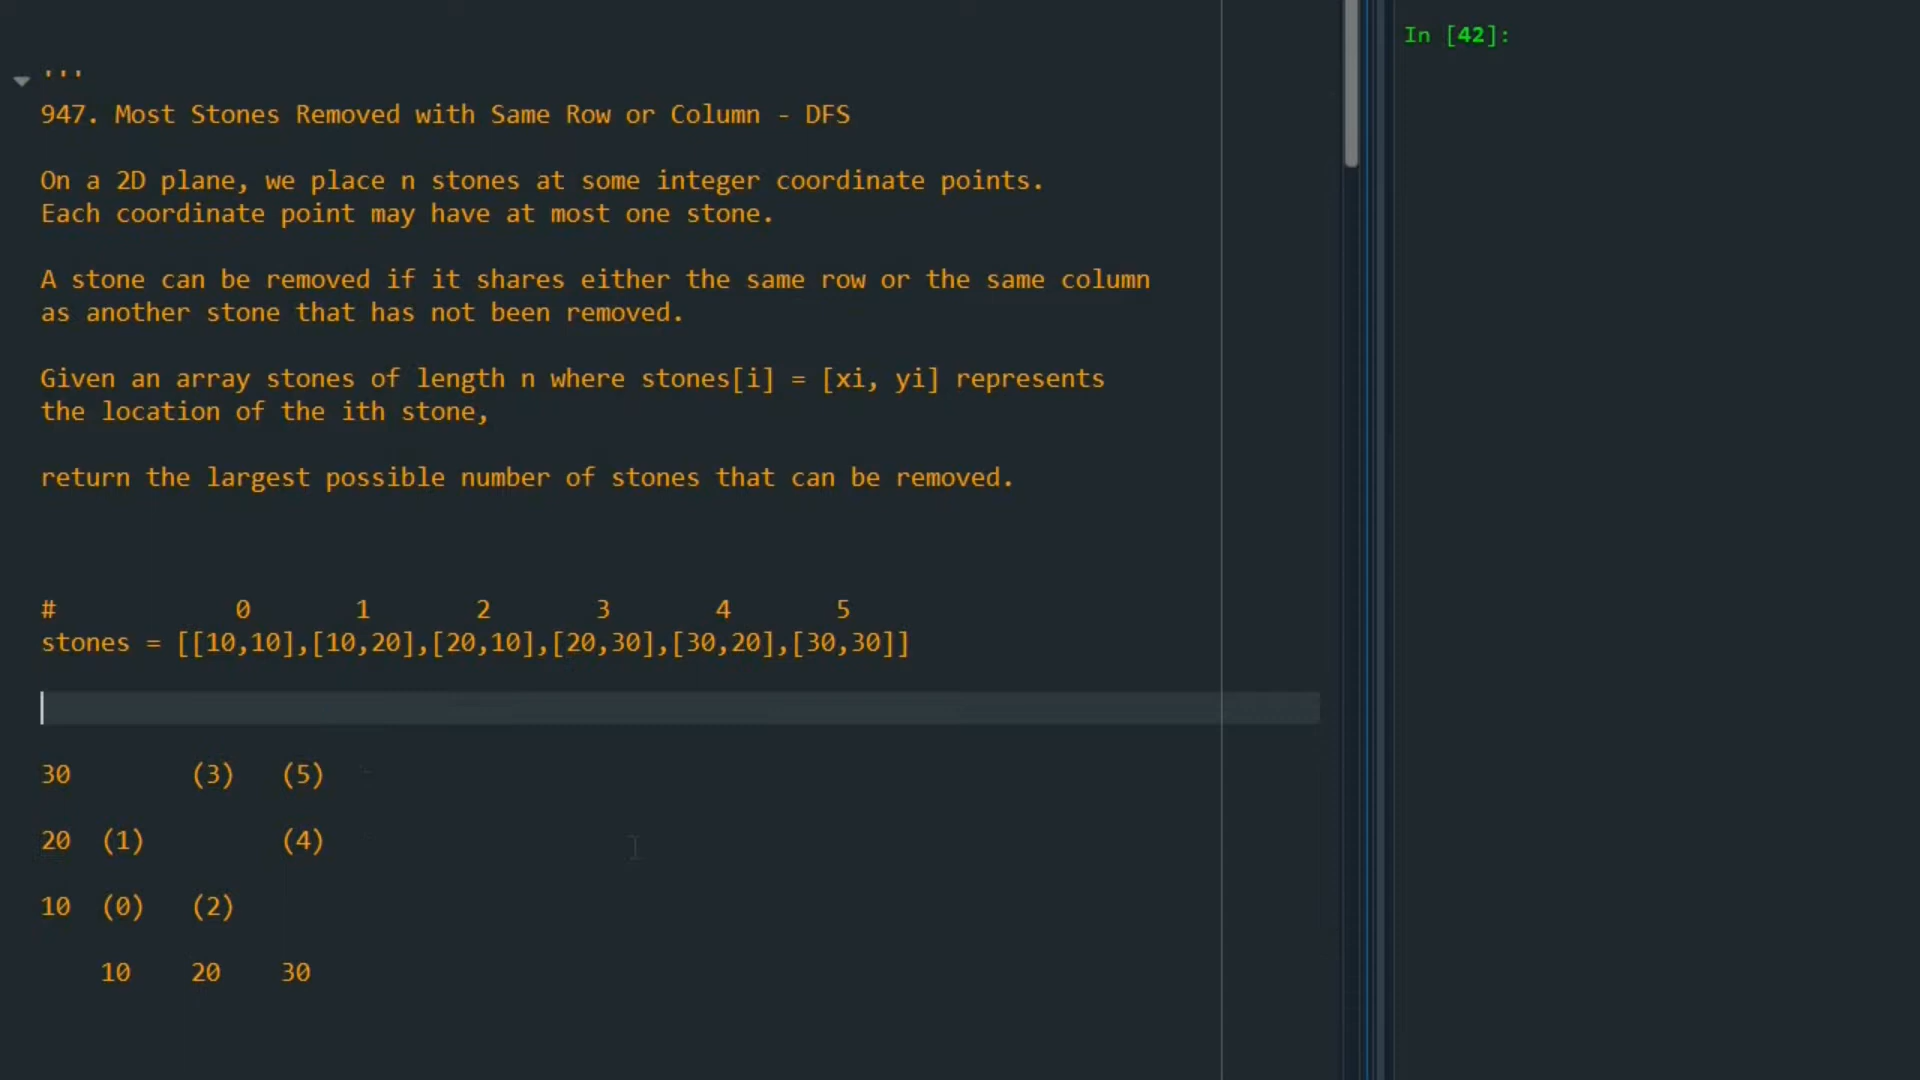 '''
947. Most Stones Removed with Same Row or Column - DFS
On a 2D plane, we place n stones at some integer coordinate points.
Each coordinate point may have at most one stone.
A stone can be removed if it shares either the same row or the same column
as another stone that has not been removed.
Given an array stones of length n where stones[i] = [xi, yi] represents
the location of the ith stone,
return the largest possible number of stones that can be removed.
# 0 1 2 3 4 5
stones = [[10,10],[10,20],[20,10],[20,30],[30,20],[30,30]]
30 (3) (5)
20 (1) (4)
10 (0) (2)
10 20 30
In [42]: